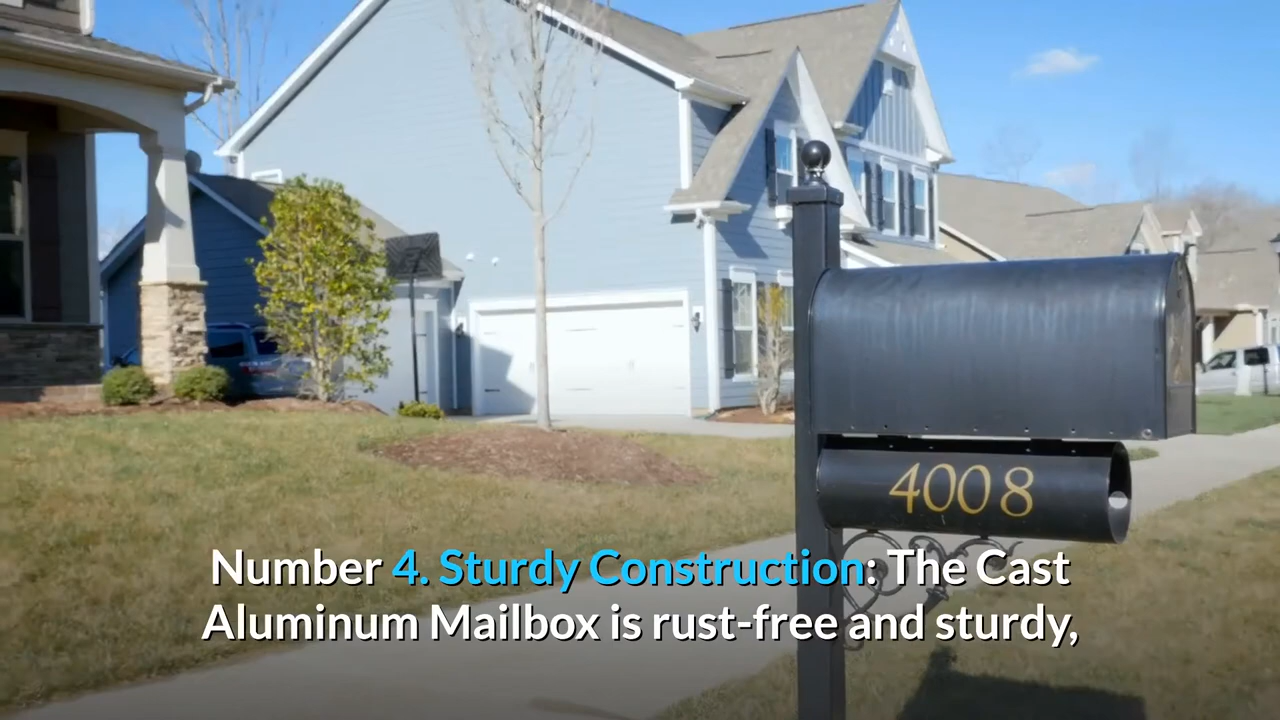 4008
Number 4. Sturdy Construction: The Cast
Aluminum Mailbox is rust-free and sturdy,